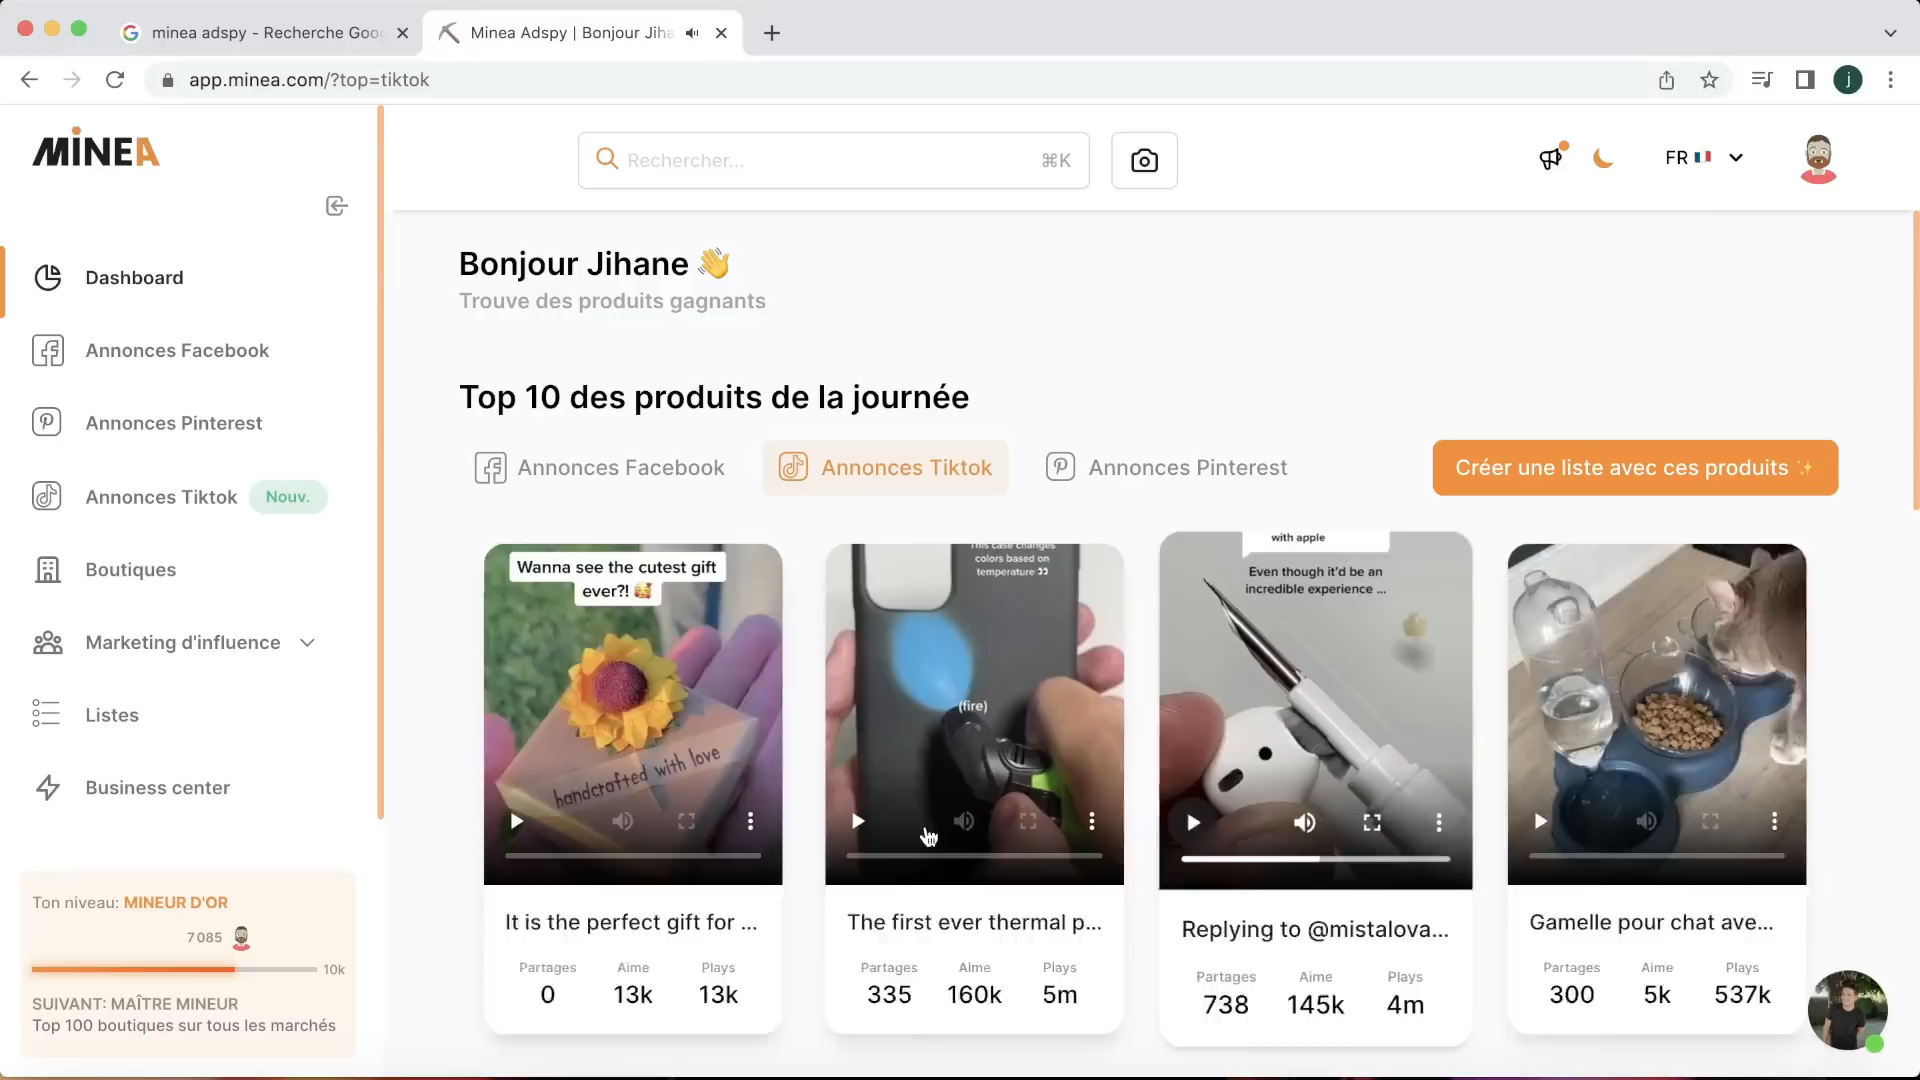 minea adspy - Recherche Goo
Minea Adspy | Bonjour Jiha
app.minea.com/?top=tiktok
j
MINEA
Rechercher...
⌘K
FR
Dashboard
Annonces Facebook
Annonces Pinterest
Annonces Tiktok
Nouv.
Boutiques
Marketing d'influence
Listes
Business center
Ton niveau: MINEUR D'OR
7 085
10k
SUIVANT: MAÎTRE MINEUR
Top 100 boutiques sur tous les marchés
Bonjour Jihane 👋
Trouve des produits gagnants
Top 10 des produits de la journée
Annonces Facebook
Annonces Tiktok
Annonces Pinterest
Créer une liste avec ces produits ✨
Wanna see the cutest gift
ever?! 🥰
handcrafted with love
It is the perfect gift for ...
Partages
Aime
Plays
0
13k
13k
This case changes
colors based on
temperature 👀
(fire)
The first ever thermal p...
Partages
Aime
Plays
335
160k
5m
with apple
Even though it'd be an
incredible experience ...
Replying to @mistalova...
Partages
Aime
Plays
738
145k
4m
Gamelle pour chat ave...
Partages
Aime
Plays
300
5k
537k